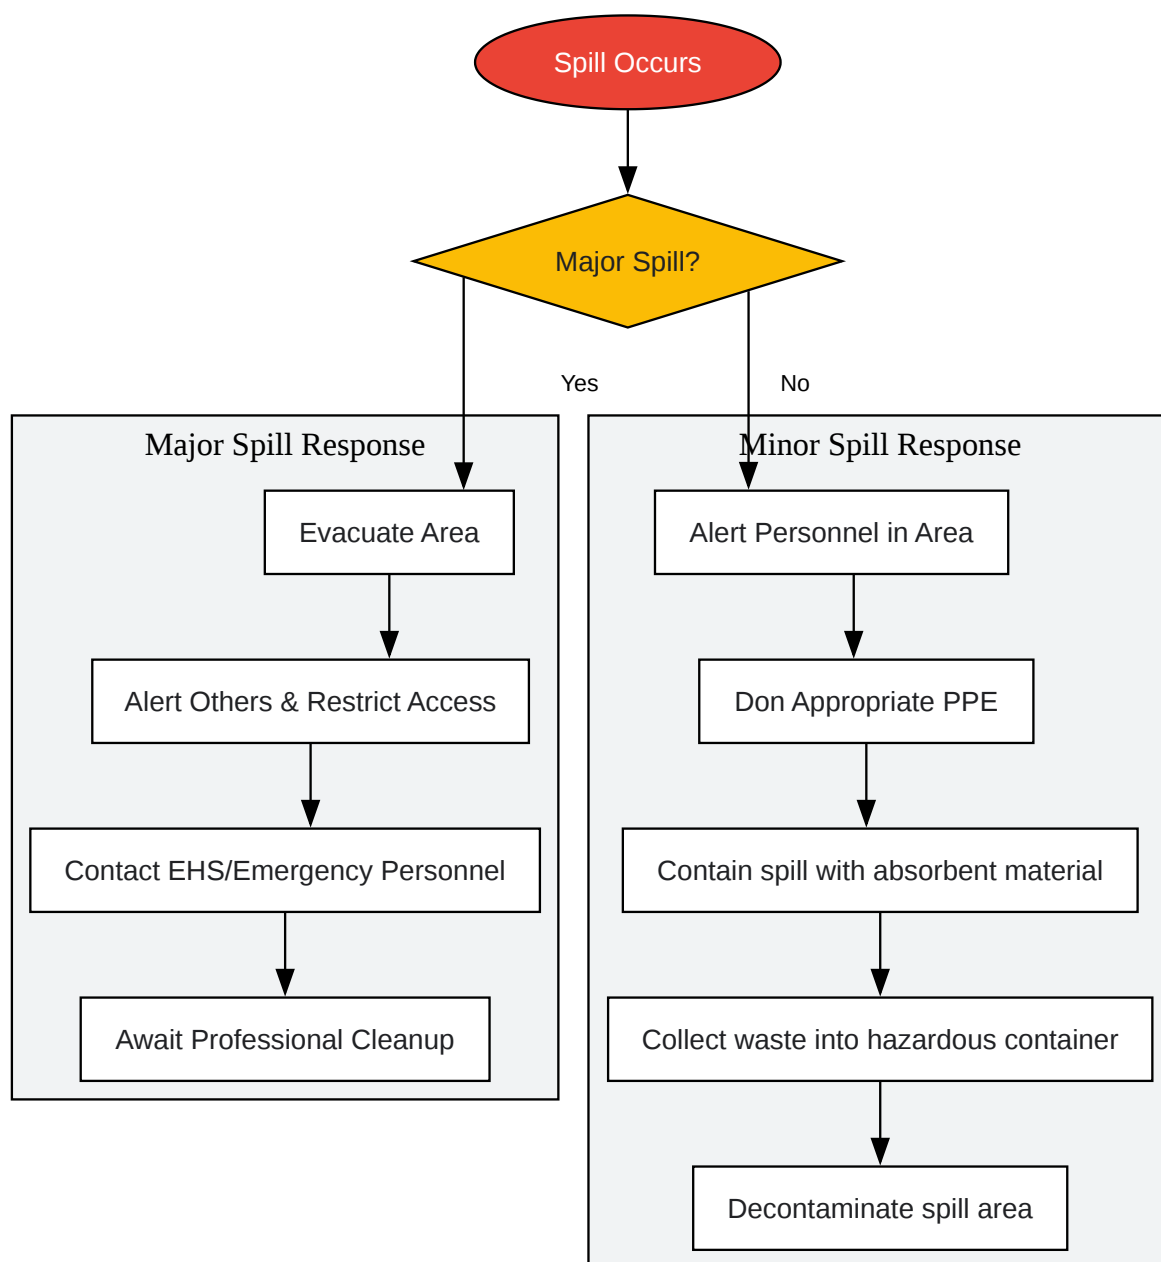 Spill Occurs
Major Spill?
Yes
No
Major Spill Response
Evacuate Area
Alert Others & Restrict Access
Contact EHS/Emergency Personnel
Await Professional Cleanup
Minor Spill Response
Alert Personnel in Area
Don Appropriate PPE
Contain spill with absorbent material
Collect waste into hazardous container
Decontaminate spill area